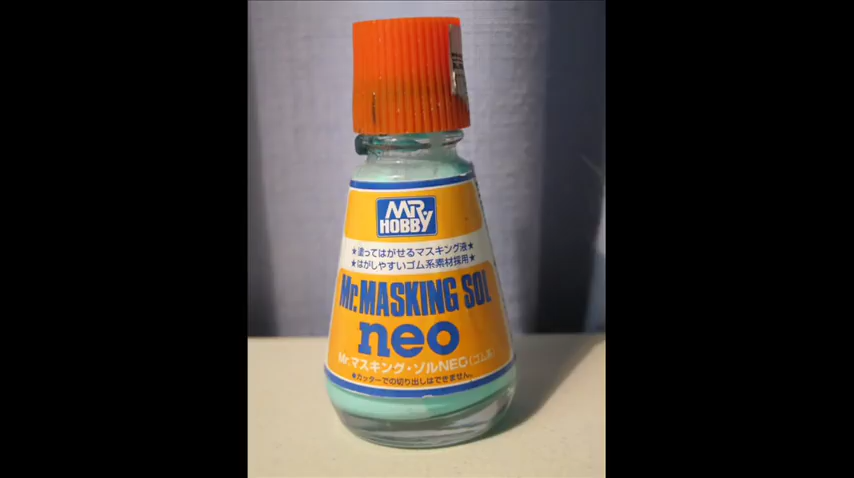 MR
HOBBY
★塗ってはがせるマスキング液★
★はがしやすいゴム系素材採用★
Mr.MASKING SOL
neo
Mr.マスキング・ゾルNEO(ゴム系)
★カッターでの切り出しはできません。